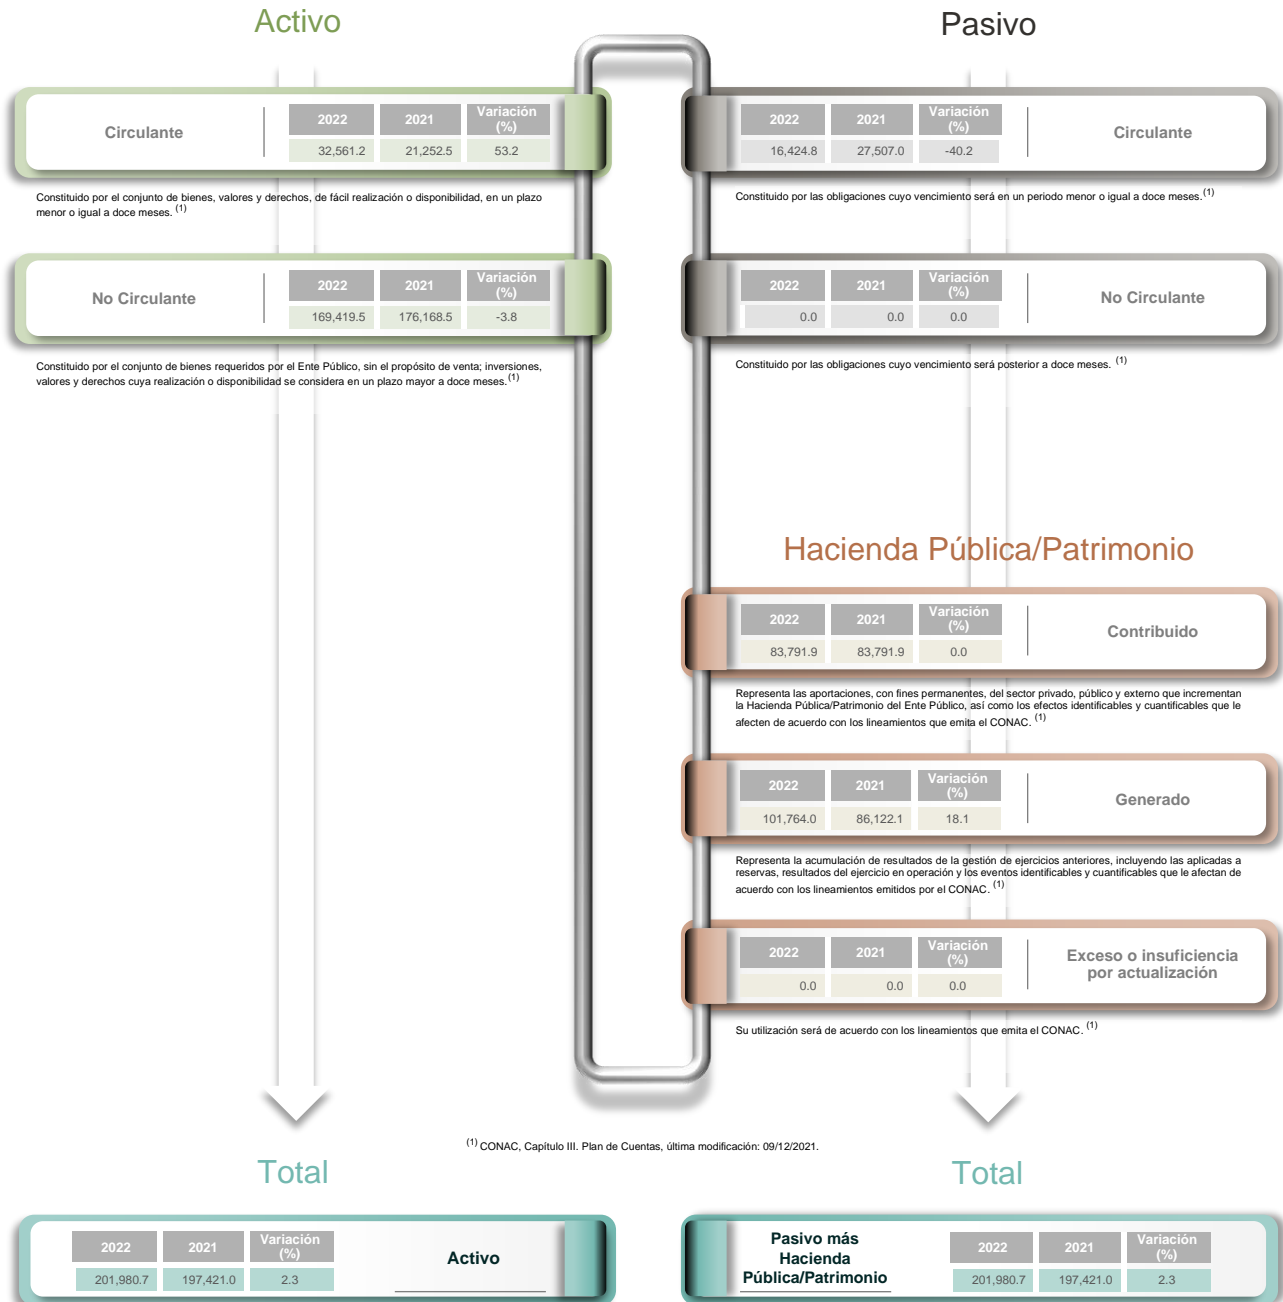 Activo
Circulante
2022 2021 Variación (%)
32,561.2 21,252.5 53.2
Constituido por el conjunto de bienes, valores y derechos, de fácil realización o disponibilidad, en un plazo
menor o igual a doce meses. (1)
No Circulante
2022 2021 Variación (%)
169,419.5 176,168.5 -3.8
Constituido por el conjunto de bienes requeridos por el Ente Público, sin el propósito de venta; inversiones,
valores y derechos cuya realización o disponibilidad se considera en un plazo mayor a doce meses. (1)
Pasivo
2022 2021 Variación (%)
16,424.8 27,507.0 -40.2
Circulante
Constituido por las obligaciones cuyo vencimiento será en un periodo menor o igual a doce meses. (1)
2022 2021 Variación (%)
0.0 0.0 0.0
No Circulante
Constituido por las obligaciones cuyo vencimiento será posterior a doce meses. (1)
Hacienda Pública/Patrimonio
2022 2021 Variación (%)
83,791.9 83,791.9 0.0
Contribuido
Representa las aportaciones, con fines permanentes, del sector privado, público y externo que incrementan
la Hacienda Pública/Patrimonio del Ente Público, así como los efectos identificables y cuantificables que le
afecten de acuerdo con los lineamientos que emita el CONAC. (1)
2022 2021 Variación (%)
101,764.0 86,122.1 18.1
Generado
Representa la acumulación de resultados de la gestión de ejercicios anteriores, incluyendo las aplicadas a
reservas, resultados del ejercicio en operación y los eventos identificables y cuantificables que le afectan de
acuerdo con los lineamientos emitidos por el CONAC. (1)
2022 2021 Variación (%)
0.0 0.0 0.0
Exceso o insuficiencia
por actualización
Su utilización será de acuerdo con los lineamientos que emita el CONAC. (1)
(1) CONAC, Capítulo III. Plan de Cuentas, última modificación: 09/12/2021.
Total
2022 2021 Variación (%)
201,980.7 197,421.0 2.3
Activo
Total
Pasivo más
Hacienda
Pública/Patrimonio
2022 2021 Variación (%)
201,980.7 197,421.0 2.3